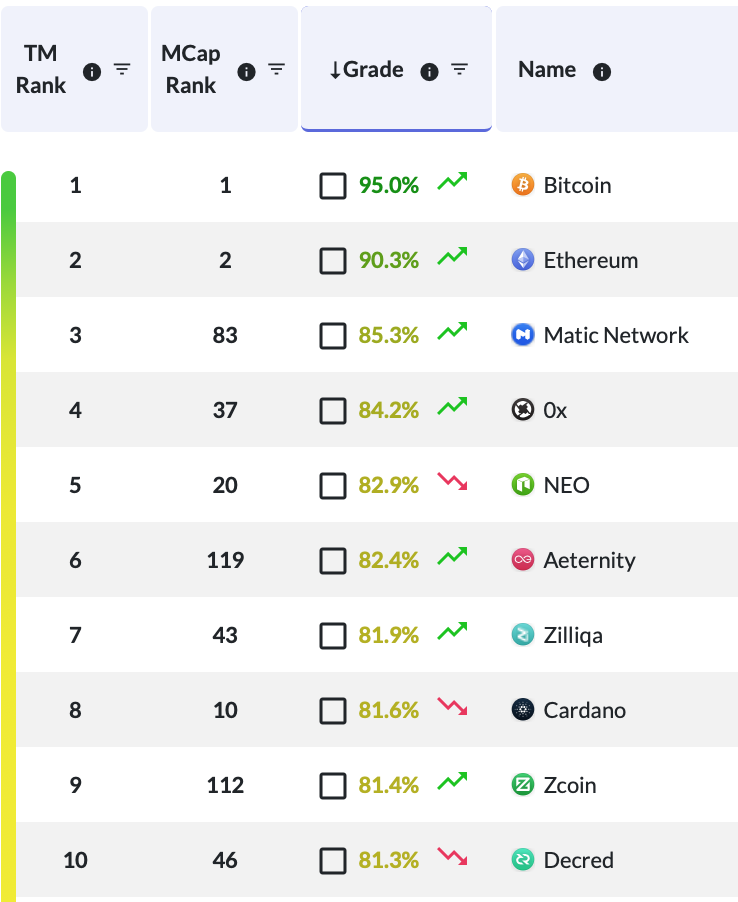 TM Rank MCap Rank ↓Grade Name
1 1 95.0% Bitcoin
2 2 90.3% Ethereum
3 83 85.3% Matic Network
4 37 84.2% 0x
5 20 82.9% NEO
6 119 82.4% Aeternity
7 43 81.9% Zilliqa
8 10 81.6% Cardano
9 112 81.4% Zcoin
10 46 81.3% Decred